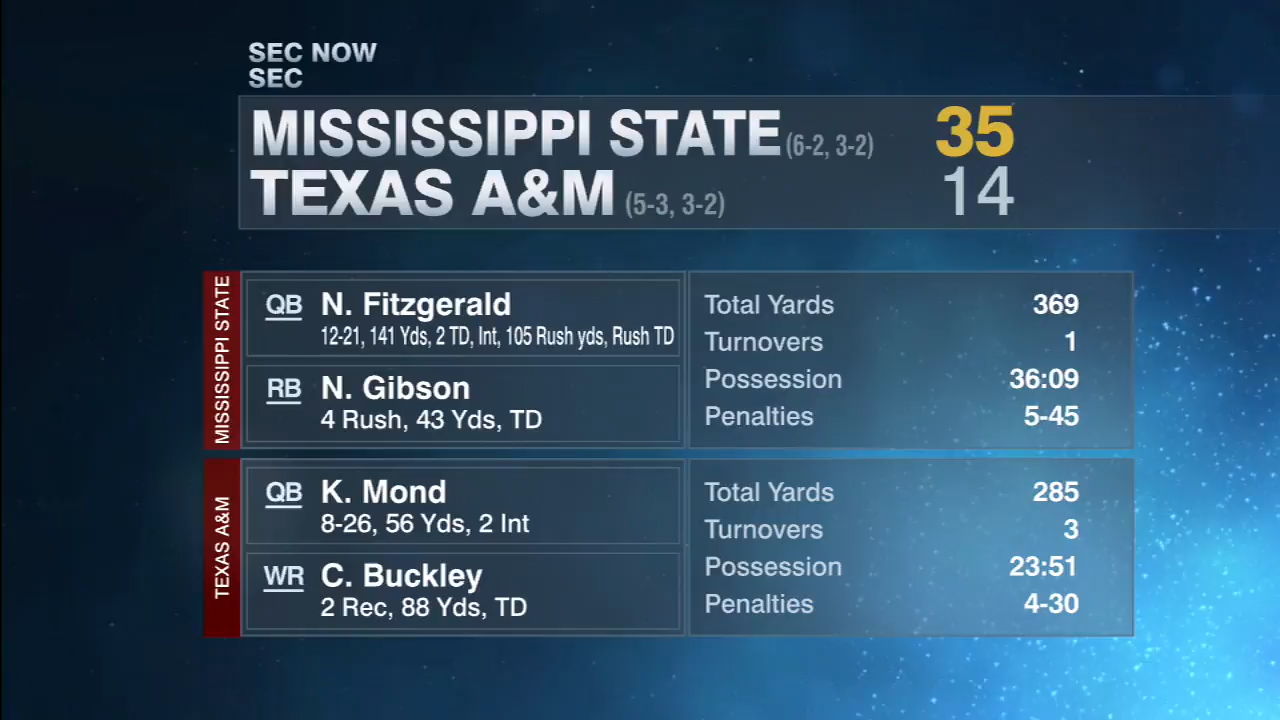 SEC NOW
SEC
MISSISSIPPI STATE (6-2, 3-2) 35
TEXAS A&M (5-3, 3-2) 14
MISSISSIPPI STATE
QB N. Fitzgerald
12-21, 141 Yds, 2 TD, Int, 105 Rush yds, Rush TD
RB N. Gibson
4 Rush, 43 Yds, TD
Total Yards 369
Turnovers 1
Possession 36:09
Penalties 5-45
TEXAS A&M
QB K. Mond
8-26, 56 Yds, 2 Int
WR C. Buckley
2 Rec, 88 Yds, TD
Total Yards 285
Turnovers 3
Possession 23:51
Penalties 4-30